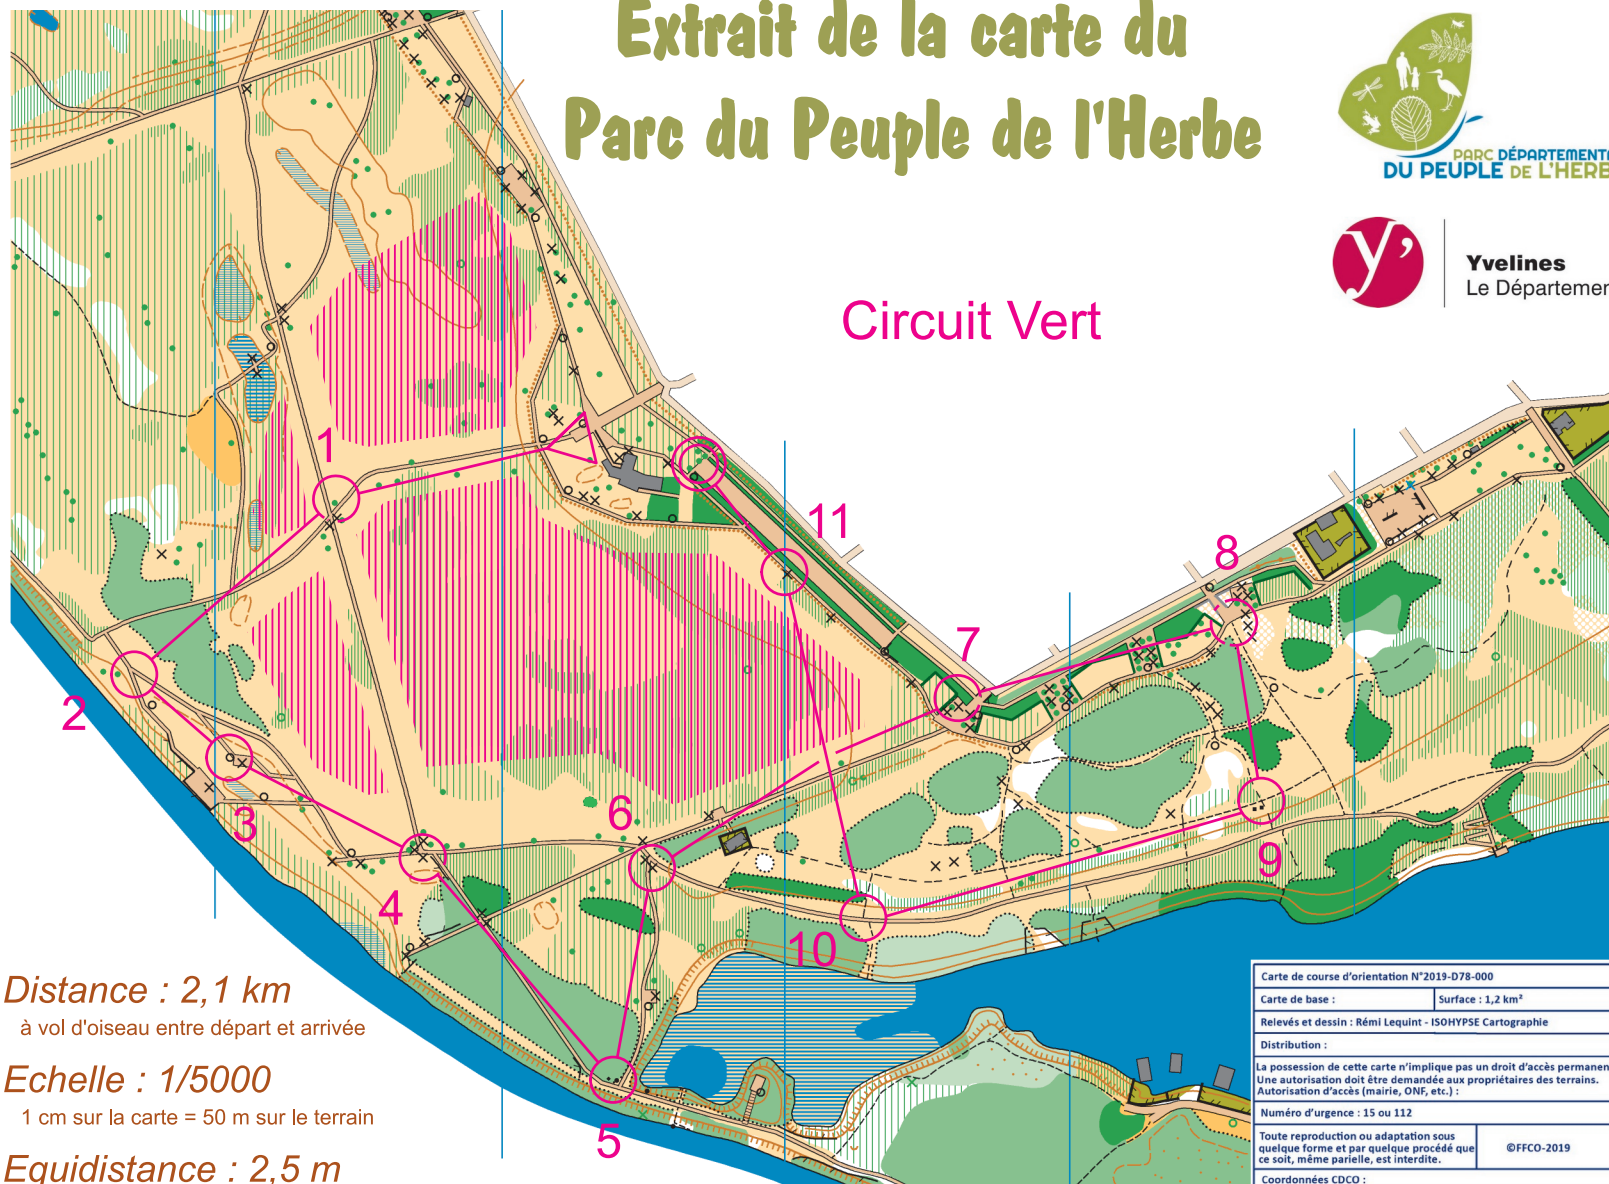 Extrait de la carte du
Parc du Peuple de l'Herbe
PARC DÉPARTEMENTA
DU PEUPLE DE L'HERB
y'
Yvelines
Le Départemen
Circuit Vert
1
2
3
4
5
6
7
8
9
10
11
Distance : 2,1 km
à vol d'oiseau entre départ et arrivée
Echelle : 1/5000
1 cm sur la carte = 50 m sur le terrain
Equidistance : 2,5 m
Carte de course d'orientation N°2019-D78-000
Carte de base :
Surface : 1,2 km²
Relevés et dessin : Rémi Lequint - ISOHYPSE Cartographie
Distribution :
La possession de cette carte n'implique pas un droit d'accès permanen
Une autorisation doit être demandée aux propriétaires des terrains.
Autorisation d'accès (mairie, ONF, etc.) :
Numéro d'urgence : 15 ou 112
Toute reproduction ou adaptation sous
quelque forme et par quelque procédé que
ce soit, même parielle, est interdite.
©FFCO-2019
Coordonnées CDCO :